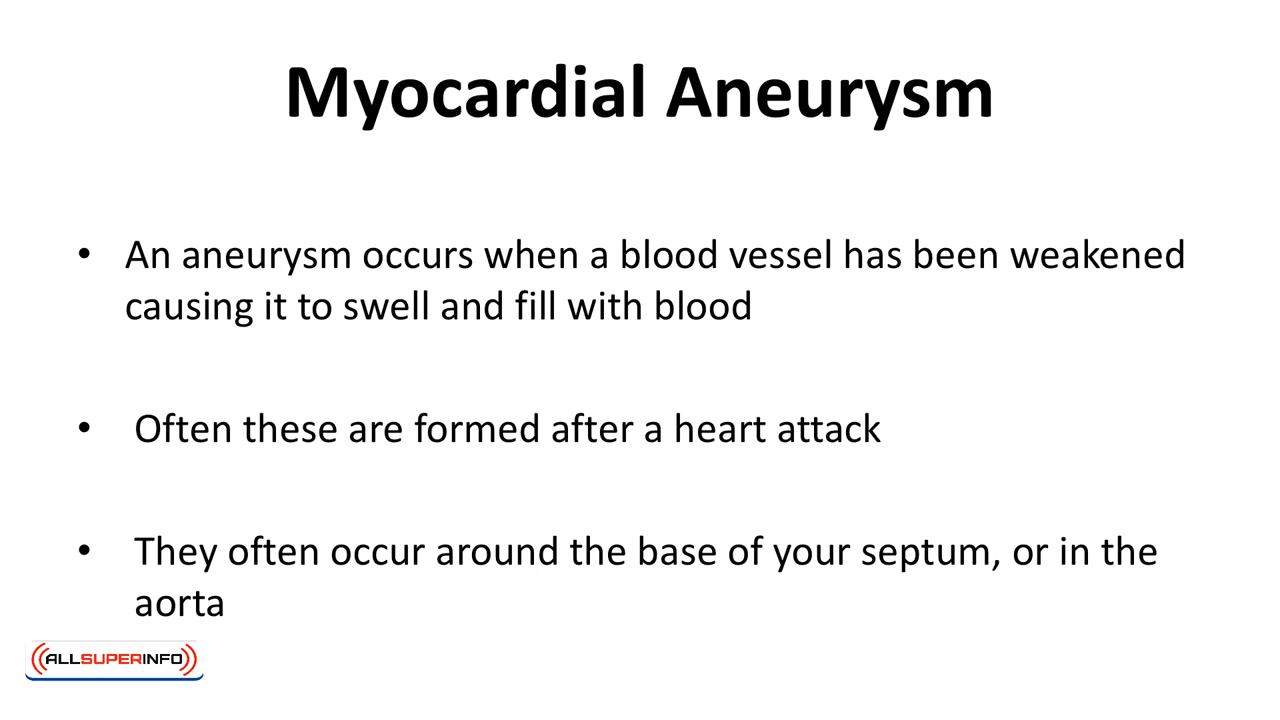 Myocardial Aneurysm
• An aneurysm occurs when a blood vessel has been weakened
causing it to swell and fill with blood
• Often these are formed after a heart attack
• They often occur around the base of your septum, or in the
aorta
ALLSUPERINFO